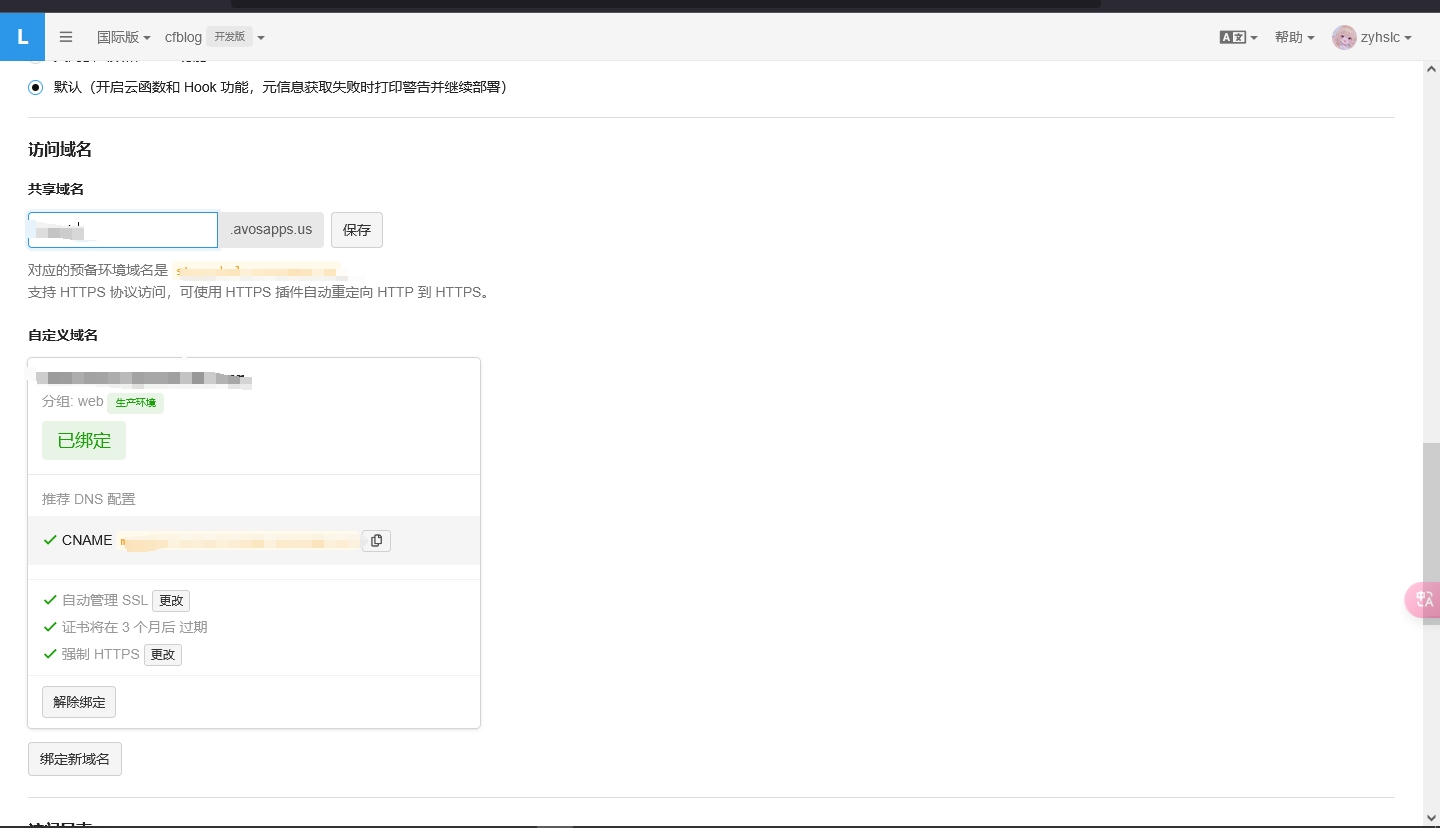 L 国际版 cfblog 开发版 A文 帮助 zyhslc
默认（开启云函数和 Hook 功能，元信息获取失败时打印警告并继续部署）
访问域名
共享域名
.avosapps.us 保存
对应的预备环境域名是
支持 HTTPS 协议访问，可使用 HTTPS 插件自动重定向 HTTP 到 HTTPS。
自定义域名
分组: web 生产环境
已绑定
推荐 DNS 配置
CNAME
自动管理 SSL 更改
证书将在 3 个月后 过期
强制 HTTPS 更改
解除绑定
绑定新域名